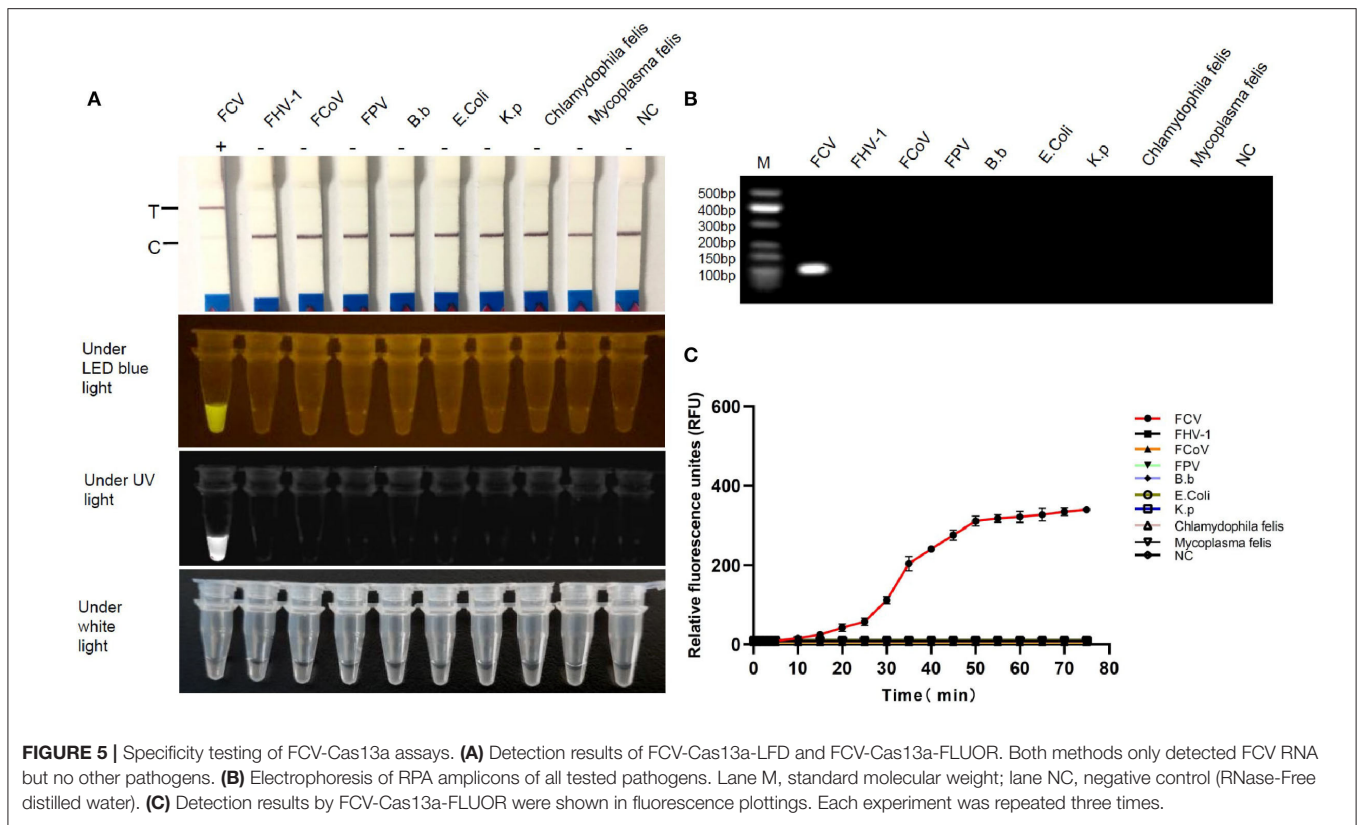 A
FCV
FHV-1
FCoV
FPV
B.b
E.Coli
K.p
Chlamydophila felis
Mycoplasma felis
NC
+ - - - - - - - - -
T
C
Under
LED blue
light
Under UV
light
Under
white
light
B
M
FCV
FHV-1
FCoV
FPV
B.b
E.Coli
K.p
Chlamydophila felis
Mycoplasma felis
NC
500bp
400bp
300bp
200bp
150bp
100bp
C
Relative fluorescence unites (RFU)
600
400
200
0
0 10 20 30 40 50 60 70 80
Time( min)
FCV
FHV-1
FCoV
FPV
B.b
E.Coli
K.p
Chlamydophila felis
Mycoplasma felis
NC
FIGURE 5 | Specificity testing of FCV-Cas13a assays. (A) Detection results of FCV-Cas13a-LFD and FCV-Cas13a-FLUOR. Both methods only detected FCV RNA
but no other pathogens. (B) Electrophoresis of RPA amplicons of all tested pathogens. Lane M, standard molecular weight; lane NC, negative control (RNase-Free
distilled water). (C) Detection results by FCV-Cas13a-FLUOR were shown in fluorescence plottings. Each experiment was repeated three times.